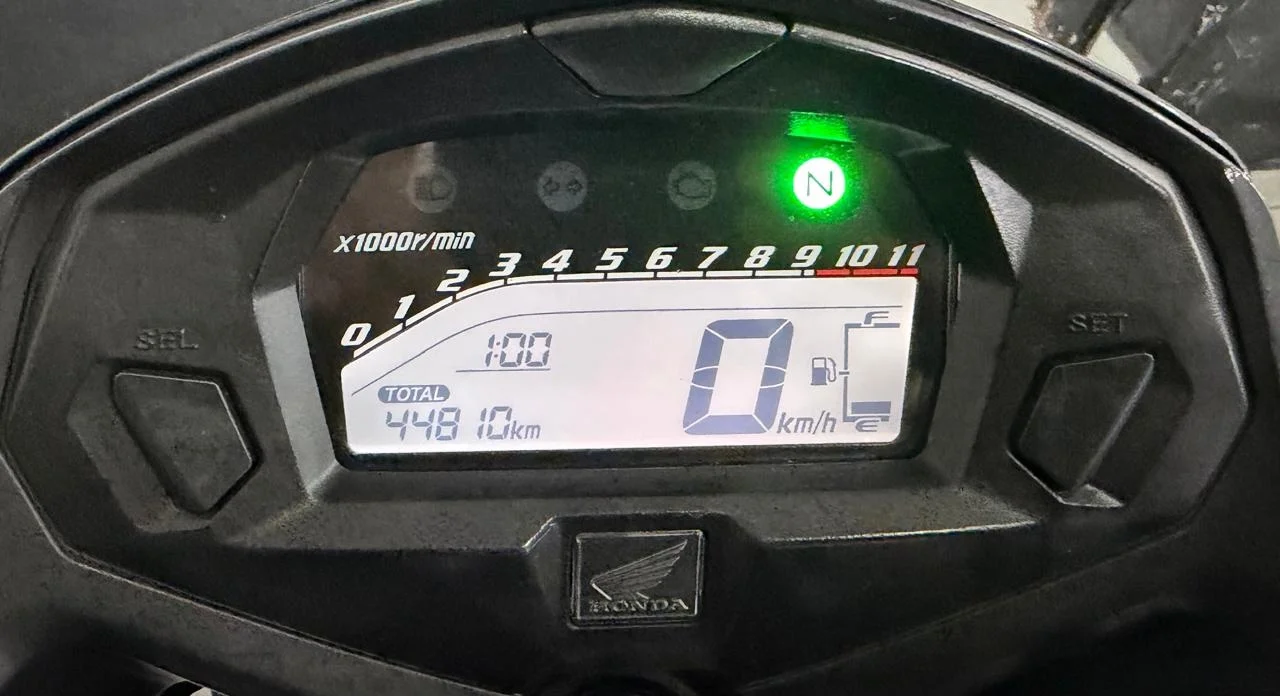 N
x1000r/min
0 1 2 3 4 5 6 7 8 9 10 11
SEL
SET
1:00
F
TOTAL
44810km
0 km/h
E
HONDA